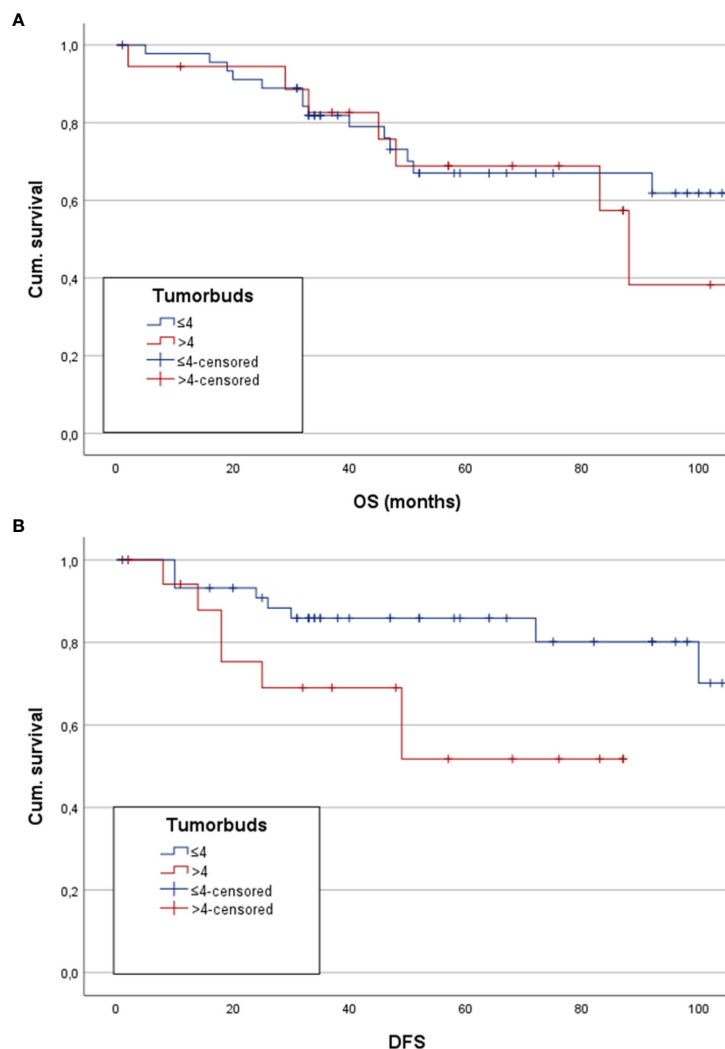 A
Cum. survival
1,0
0,8
0,6
0,4
0,2
0,0
Tumorbuds
≤4
>4
≤4-censored
>4-censored
0 20 40 60 80 100
OS (months)
B
Cum. survival
1,0
0,8
0,6
0,4
0,2
0,0
Tumorbuds
≤4
>4
≤4-censored
>4-censored
0 20 40 60 80 100
DFS